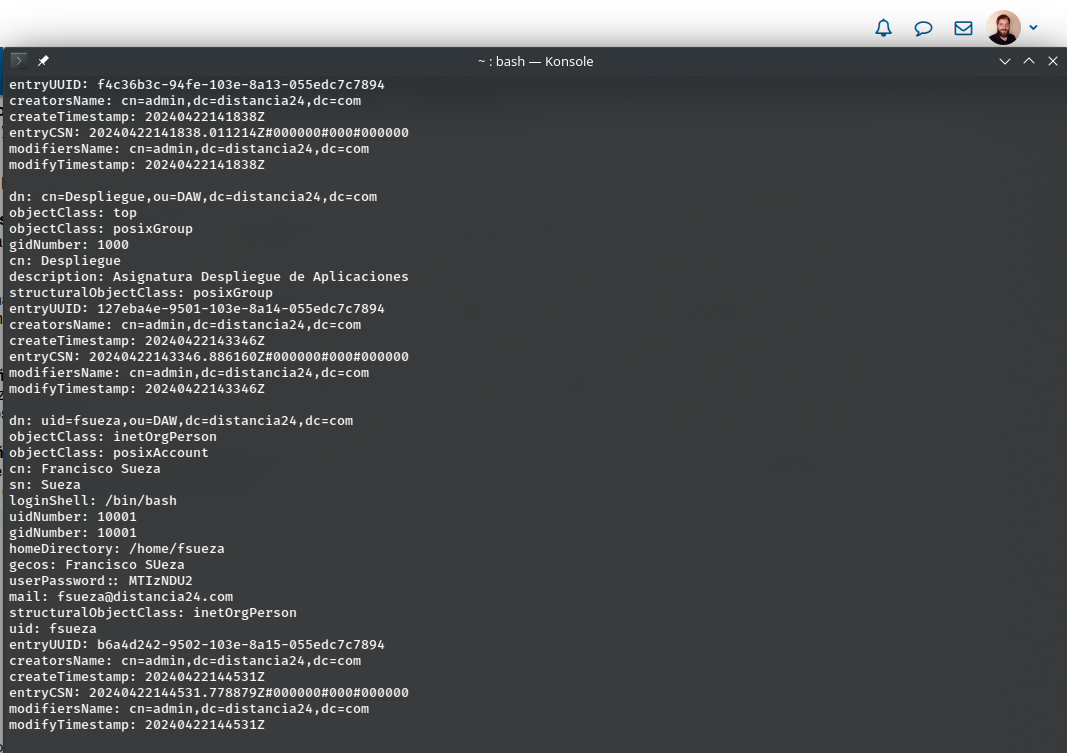 ~ : bash — Konsole
entryUUID: f4c36b3c-94fe-103e-8a13-055edc7c7894
creatorsName: cn=admin,dc=distancia24,dc=com
createTimestamp: 20240422141838Z
entryCSN: 20240422141838.011214Z#000000#000#000000
modifiersName: cn=admin,dc=distancia24,dc=com
modifyTimestamp: 20240422141838Z
dn: cn=Despliegue,ou=DAW,dc=distancia24,dc=com
objectClass: top
objectClass: posixGroup
gidNumber: 1000
cn: Despliegue
description: Asignatura Despliegue de Aplicaciones
structuralObjectClass: posixGroup
entryUUID: 127eba4e-9501-103e-8a14-055edc7c7894
creatorsName: cn=admin,dc=distancia24,dc=com
createTimestamp: 20240422143346Z
entryCSN: 20240422143346.886160Z#000000#000#000000
modifiersName: cn=admin,dc=distancia24,dc=com
modifyTimestamp: 20240422143346Z
dn: uid=fsueza,ou=DAW,dc=distancia24,dc=com
objectClass: inetOrgPerson
objectClass: posixAccount
cn: Francisco Sueza
sn: Sueza
loginShell: /bin/bash
uidNumber: 10001
gidNumber: 10001
homeDirectory: /home/fsueza
gecos: Francisco SUeza
userPassword:: MTIzNDU2
mail: fsueza@distancia24.com
structuralObjectClass: inetOrgPerson
uid: fsueza
entryUUID: b6a4d242-9502-103e-8a15-055edc7c7894
creatorsName: cn=admin,dc=distancia24,dc=com
createTimestamp: 20240422144531Z
entryCSN: 20240422144531.778879Z#000000#000#000000
modifiersName: cn=admin,dc=distancia24,dc=com
modifyTimestamp: 20240422144531Z